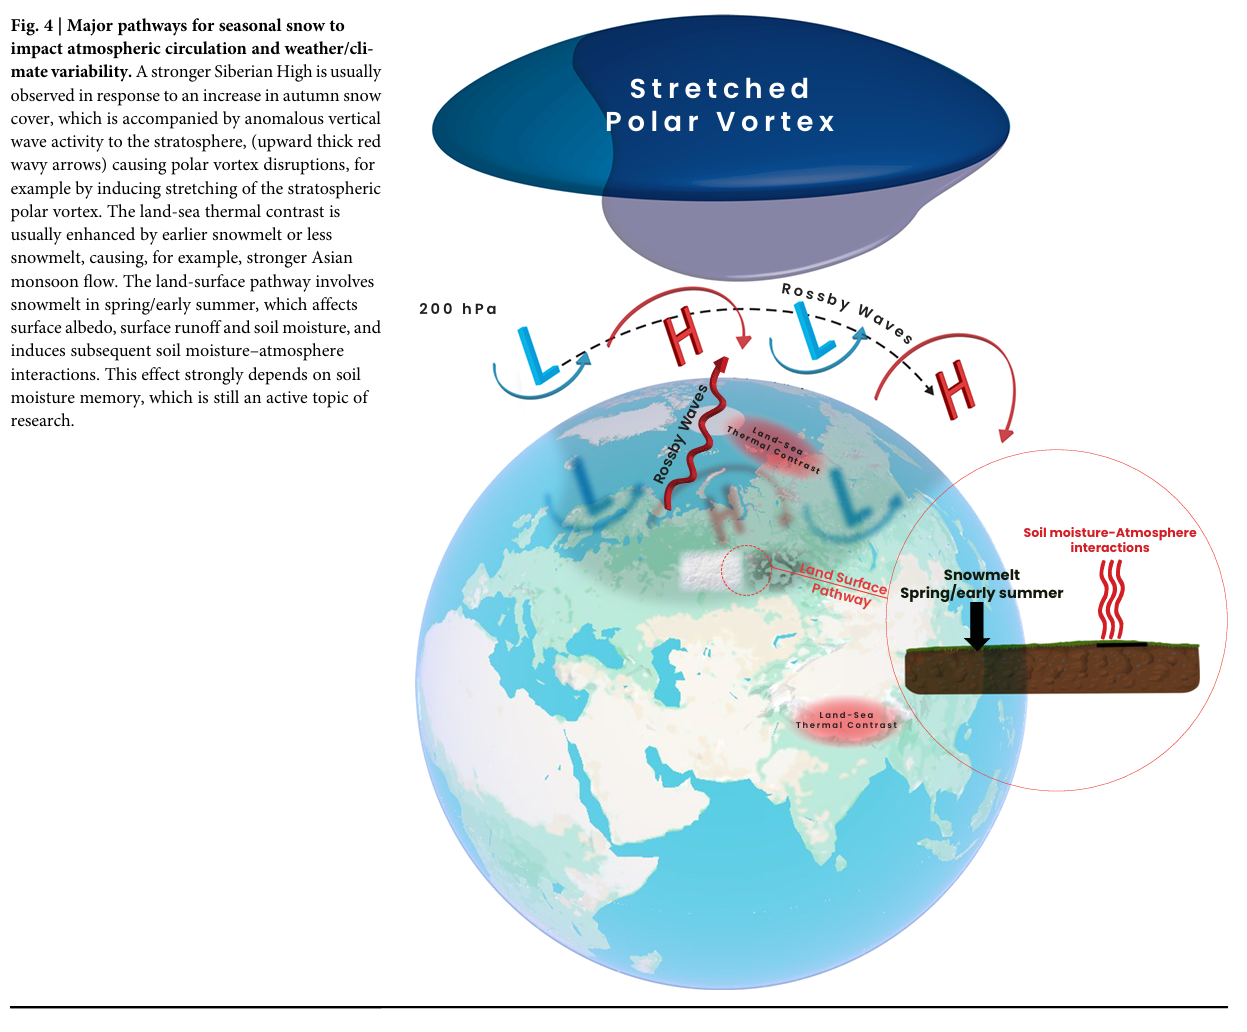 Fig. 4 | Major pathways for seasonal snow to
impact atmospheric circulation and weather/cli-
mate variability. A stronger Siberian High is usually
observed in response to an increase in autumn snow
cover, which is accompanied by anomalous vertical
wave activity to the stratosphere, (upward thick red
wavy arrows) causing polar vortex disruptions, for
example by inducing stretching of the stratospheric
polar vortex. The land-sea thermal contrast is
usually enhanced by earlier snowmelt or less
snowmelt, causing, for example, stronger Asian
monsoon flow. The land-surface pathway involves
snowmelt in spring/early summer, which affects
surface albedo, surface runoff and soil moisture, and
induces subsequent soil moisture–atmosphere
interactions. This effect strongly depends on soil
moisture memory, which is still an active topic of
research.
Stretched
Polar Vortex
200 hPa
Rossby Waves
L
H
L
H
Rossby Waves
Land-Sea
Thermal Contrast
L
H
L
Land Surface
Pathway
Soil moisture-Atmosphere
interactions
Snowmelt
Spring/early summer
Land-Sea
Thermal Contrast